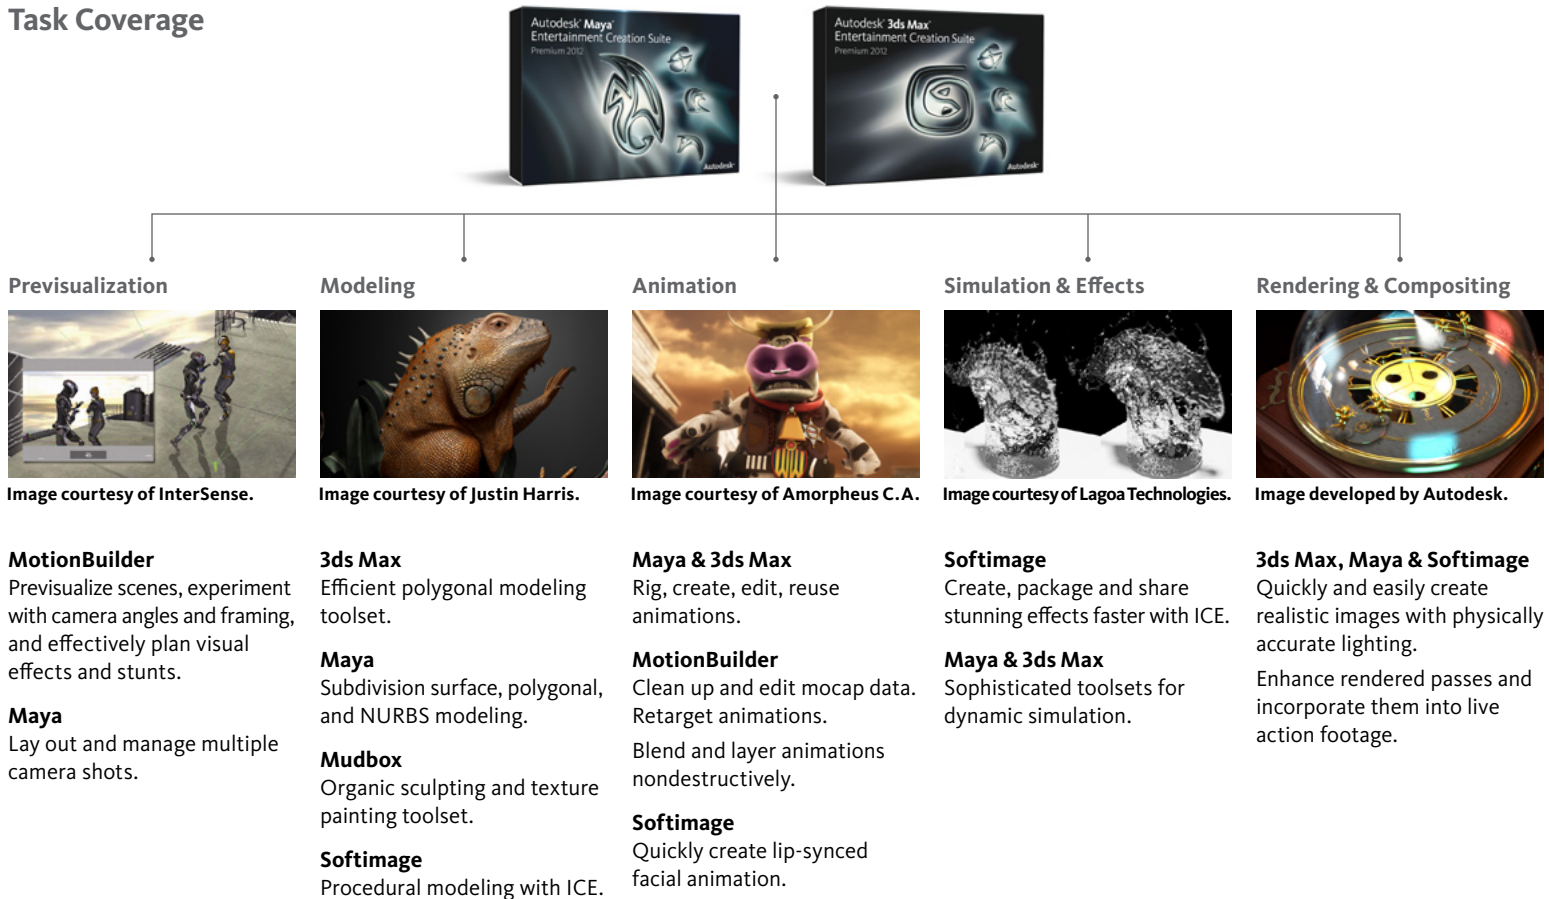 Task Coverage
Autodesk® Maya®
Entertainment Creation Suite
Premium 2012
Autodesk®
Autodesk® 3ds Max®
Entertainment Creation Suite
Premium 2012
Autodesk®
Previsualization
Image courtesy of InterSense.
MotionBuilder
Previsualize scenes, experiment
with camera angles and framing,
and effectively plan visual
effects and stunts.
Maya
Lay out and manage multiple
camera shots.
Modeling
Image courtesy of Justin Harris.
3ds Max
Efficient polygonal modeling
toolset.
Maya
Subdivision surface, polygonal,
and NURBS modeling.
Mudbox
Organic sculpting and texture
painting toolset.
Softimage
Procedural modeling with ICE.
Animation
Image courtesy of Amorpheus C.A.
Maya & 3ds Max
Rig, create, edit, reuse
animations.
MotionBuilder
Clean up and edit mocap data.
Retarget animations.
Blend and layer animations
nondestructively.
Softimage
Quickly create lip-synced
facial animation.
Simulation & Effects
Image courtesy of Lagoa Technologies.
Softimage
Create, package and share
stunning effects faster with ICE.
Maya & 3ds Max
Sophisticated toolsets for
dynamic simulation.
Rendering & Compositing
Image developed by Autodesk.
3ds Max, Maya & Softimage
Quickly and easily create
realistic images with physically
accurate lighting.
Enhance rendered passes and
incorporate them into live
action footage.